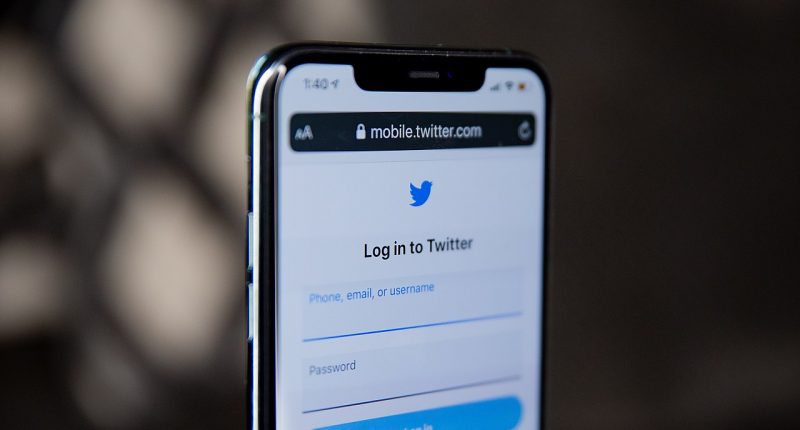 1:40
AA mobile.twitter.com
Log in to Twitter
Phone, email, or username
Password